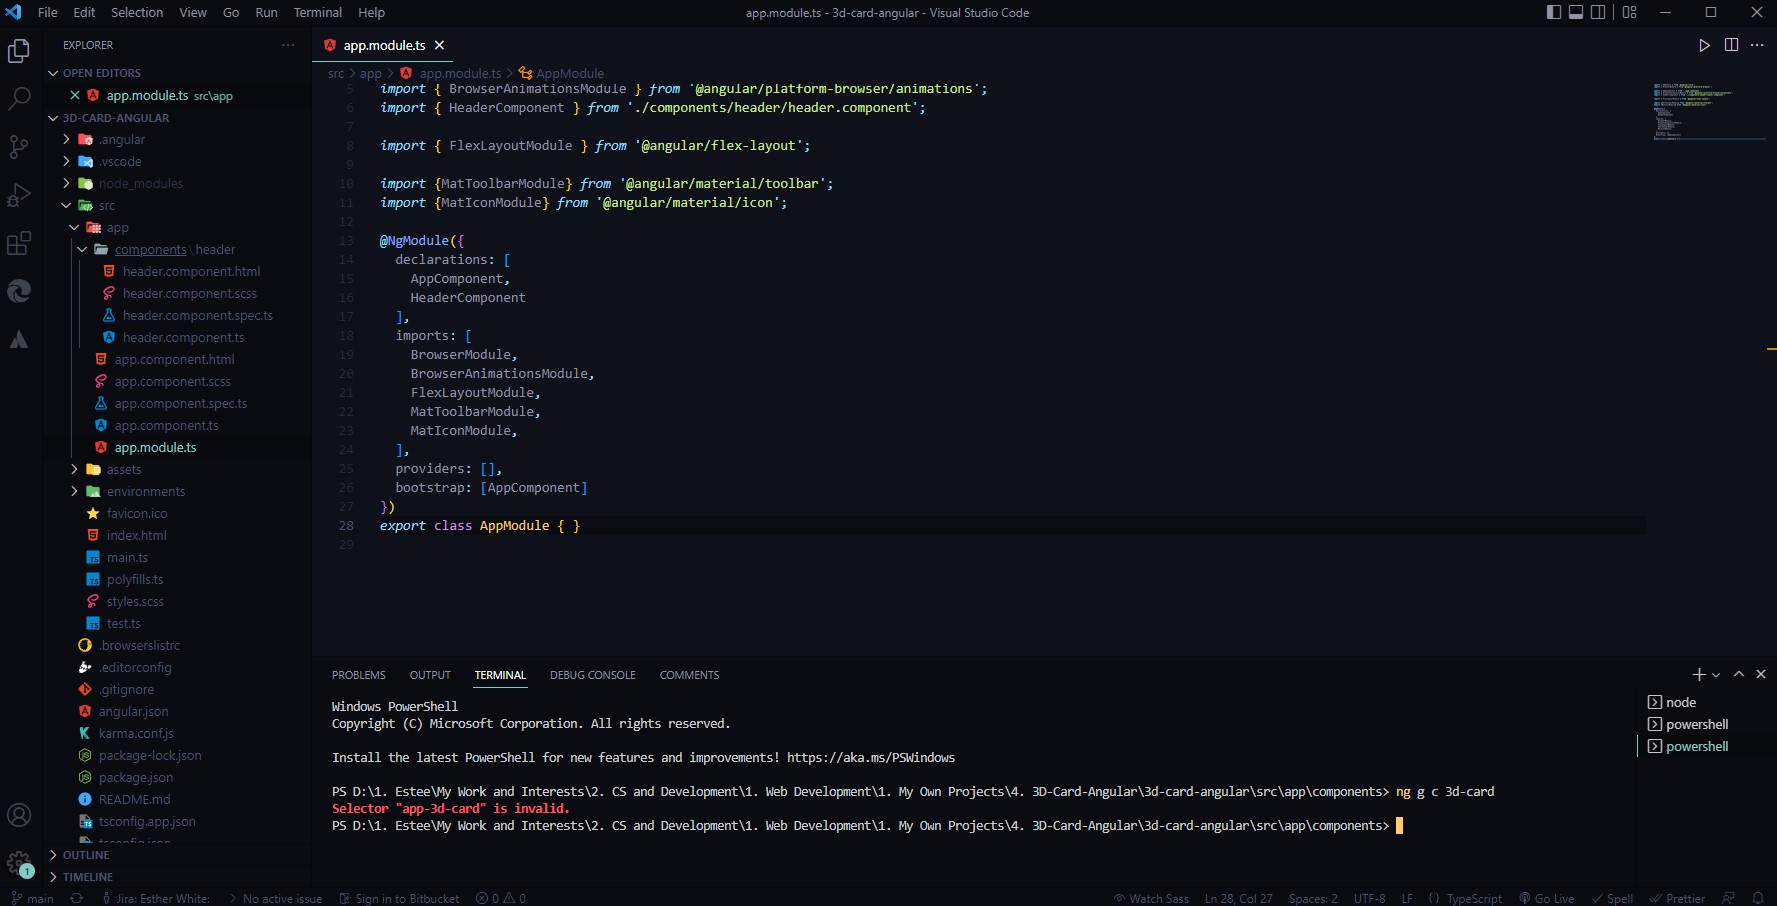 File Edit Selection View Go Run Terminal Help
app.module.ts - 3d-card-angular - Visual Studio Code
EXPLORER
OPEN EDITORS
app.module.ts src\app
3D-CARD-ANGULAR
.angular
.vscode
node_modules
src
app
components \ header
header.component.html
header.component.scss
header.component.spec.ts
header.component.ts
app.component.html
app.component.scss
app.component.spec.ts
app.component.ts
app.module.ts
assets
environments
favicon.ico
index.html
main.ts
polyfills.ts
styles.scss
test.ts
.browserslistrc
.editorconfig
.gitignore
angular.json
karma.conf.js
package-lock.json
package.json
README.md
tsconfig.app.json
tsconfig.json
OUTLINE
TIMELINE
app.module.ts
src > app > app.module.ts > AppModule
5 import { BrowserAnimationsModule } from '@angular/platform-browser/animations';
6 import { HeaderComponent } from './components/header/header.component';
7
8 import { FlexLayoutModule } from '@angular/flex-layout';
9
10 import {MatToolbarModule} from '@angular/material/toolbar';
11 import {MatIconModule} from '@angular/material/icon';
12
13 @NgModule({
14 declarations: [
15 AppComponent,
16 HeaderComponent
17 ],
18 imports: [
19 BrowserModule,
20 BrowserAnimationsModule,
21 FlexLayoutModule,
22 MatToolbarModule,
23 MatIconModule,
24 ],
25 providers: [],
26 bootstrap: [AppComponent]
27 })
28 export class AppModule { }
29
PROBLEMS OUTPUT TERMINAL DEBUG CONSOLE COMMENTS
Windows PowerShell
Copyright (C) Microsoft Corporation. All rights reserved.
Install the latest PowerShell for new features and improvements! https://aka.ms/PSWindows
PS D:\1. Estee\My Work and Interests\2. CS and Development\1. Web Development\1. My Own Projects\4. 3D-Card-Angular\3d-card-angular\src\app\components> ng g c 3d-card
Selector "app-3d-card" is invalid.
PS D:\1. Estee\My Work and Interests\2. CS and Development\1. Web Development\1. My Own Projects\4. 3D-Card-Angular\3d-card-angular\src\app\components>
node
powershell
powershell
1
main Jira: Esther White: No active issue Sign in to Bitbucket 0 0 Watch Sass Ln 28, Col 27 Spaces: 2 UTF-8 LF { } TypeScript Go Live Spell Prettier